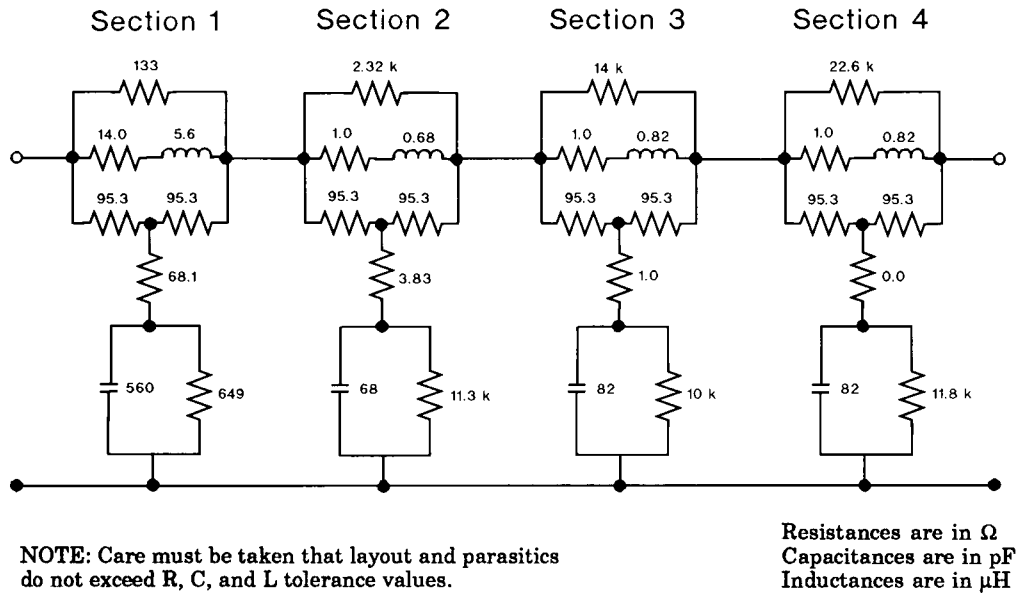 Section 1 Section 2 Section 3 Section 4
133 2.32 k 14 k 22.6 k
14.0 5.6 1.0 0.68 1.0 0.82 1.0 0.82
95.3 95.3 95.3 95.3 95.3 95.3 95.3 95.3
68.1 3.83 1.0 0.0
560 649 68 11.3 k 82 10 k 82 11.8 k
NOTE: Care must be taken that layout and parasitics
do not exceed R, C, and L tolerance values.
Resistances are in Ω
Capacitances are in pF
Inductances are in μH